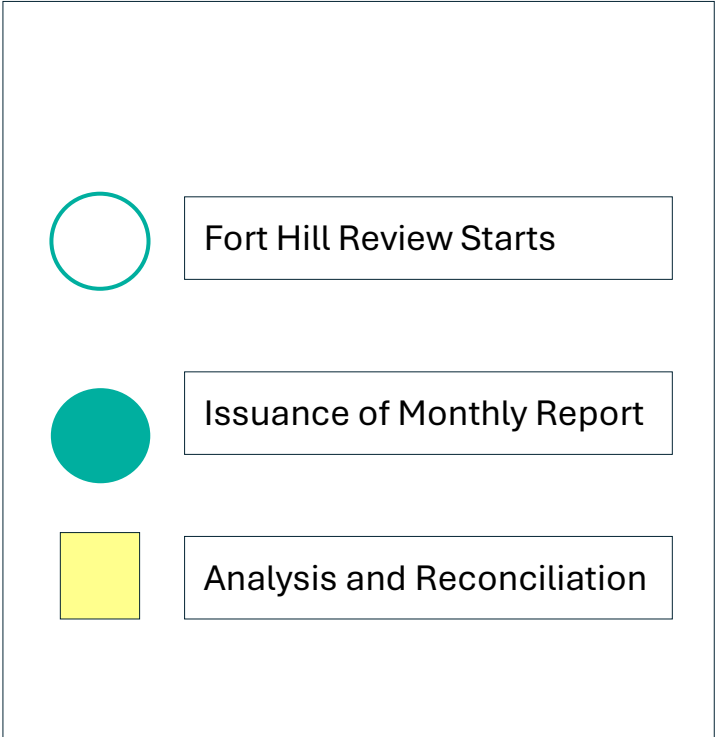 Fort Hill Review Starts
Issuance of Monthly Report
Analysis and Reconciliation